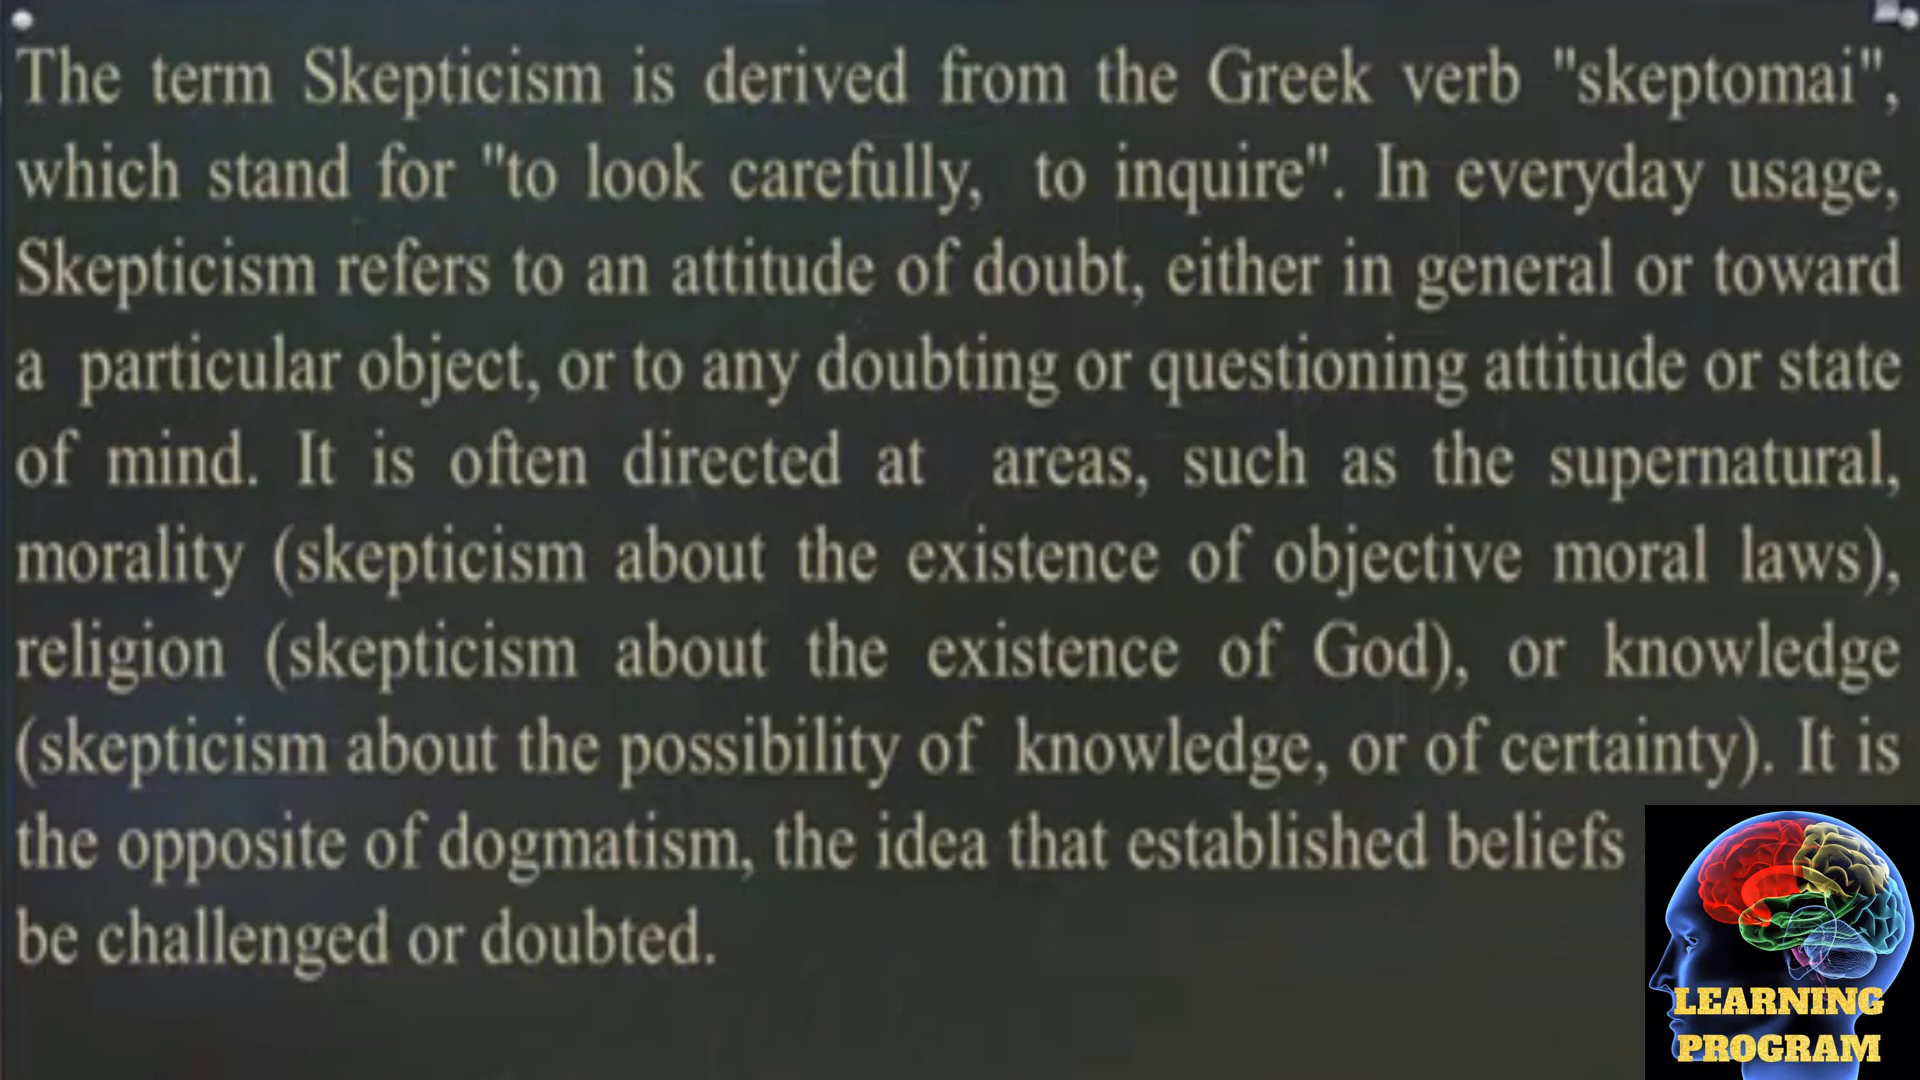 The term Skepticism is derived from the Greek verb "skeptomai",
which stand for "to look carefully, to inquire". In everyday usage,
Skepticism refers to an attitude of doubt, either in general or toward
a particular object, or to any doubting or questioning attitude or state
of mind. It is often directed at areas, such as the supernatural,
morality (skepticism about the existence of objective moral laws),
religion (skepticism about the existence of God), or knowledge
(skepticism about the possibility of knowledge, or of certainty). It is
the opposite of dogmatism, the idea that established beliefs
be challenged or doubted.
LEARNING
PROGRAM